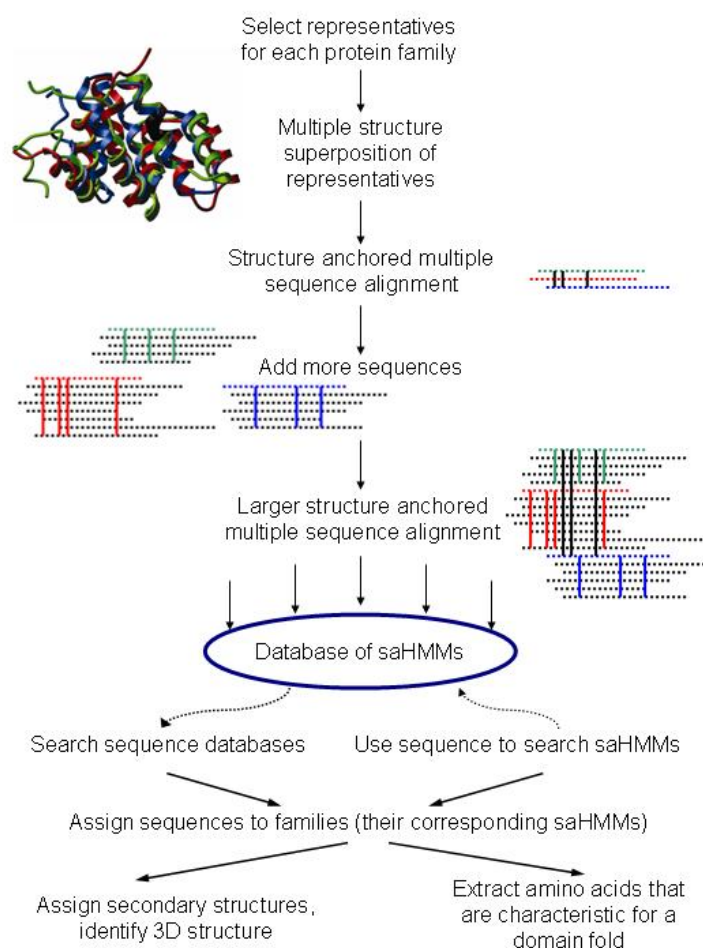 Select representatives
for each protein family
Multiple structure
superposition of
representatives
Structure anchored multiple
sequence alignment
Add more sequences
Larger structure anchored
multiple sequence alignment
Database of saHMMs
Search sequence databases
Use sequence to search saHMMs
Assign sequences to families (their corresponding saHMMs)
Assign secondary structures,
identify 3D structure
Extract amino acids that
are characteristic for a
domain fold